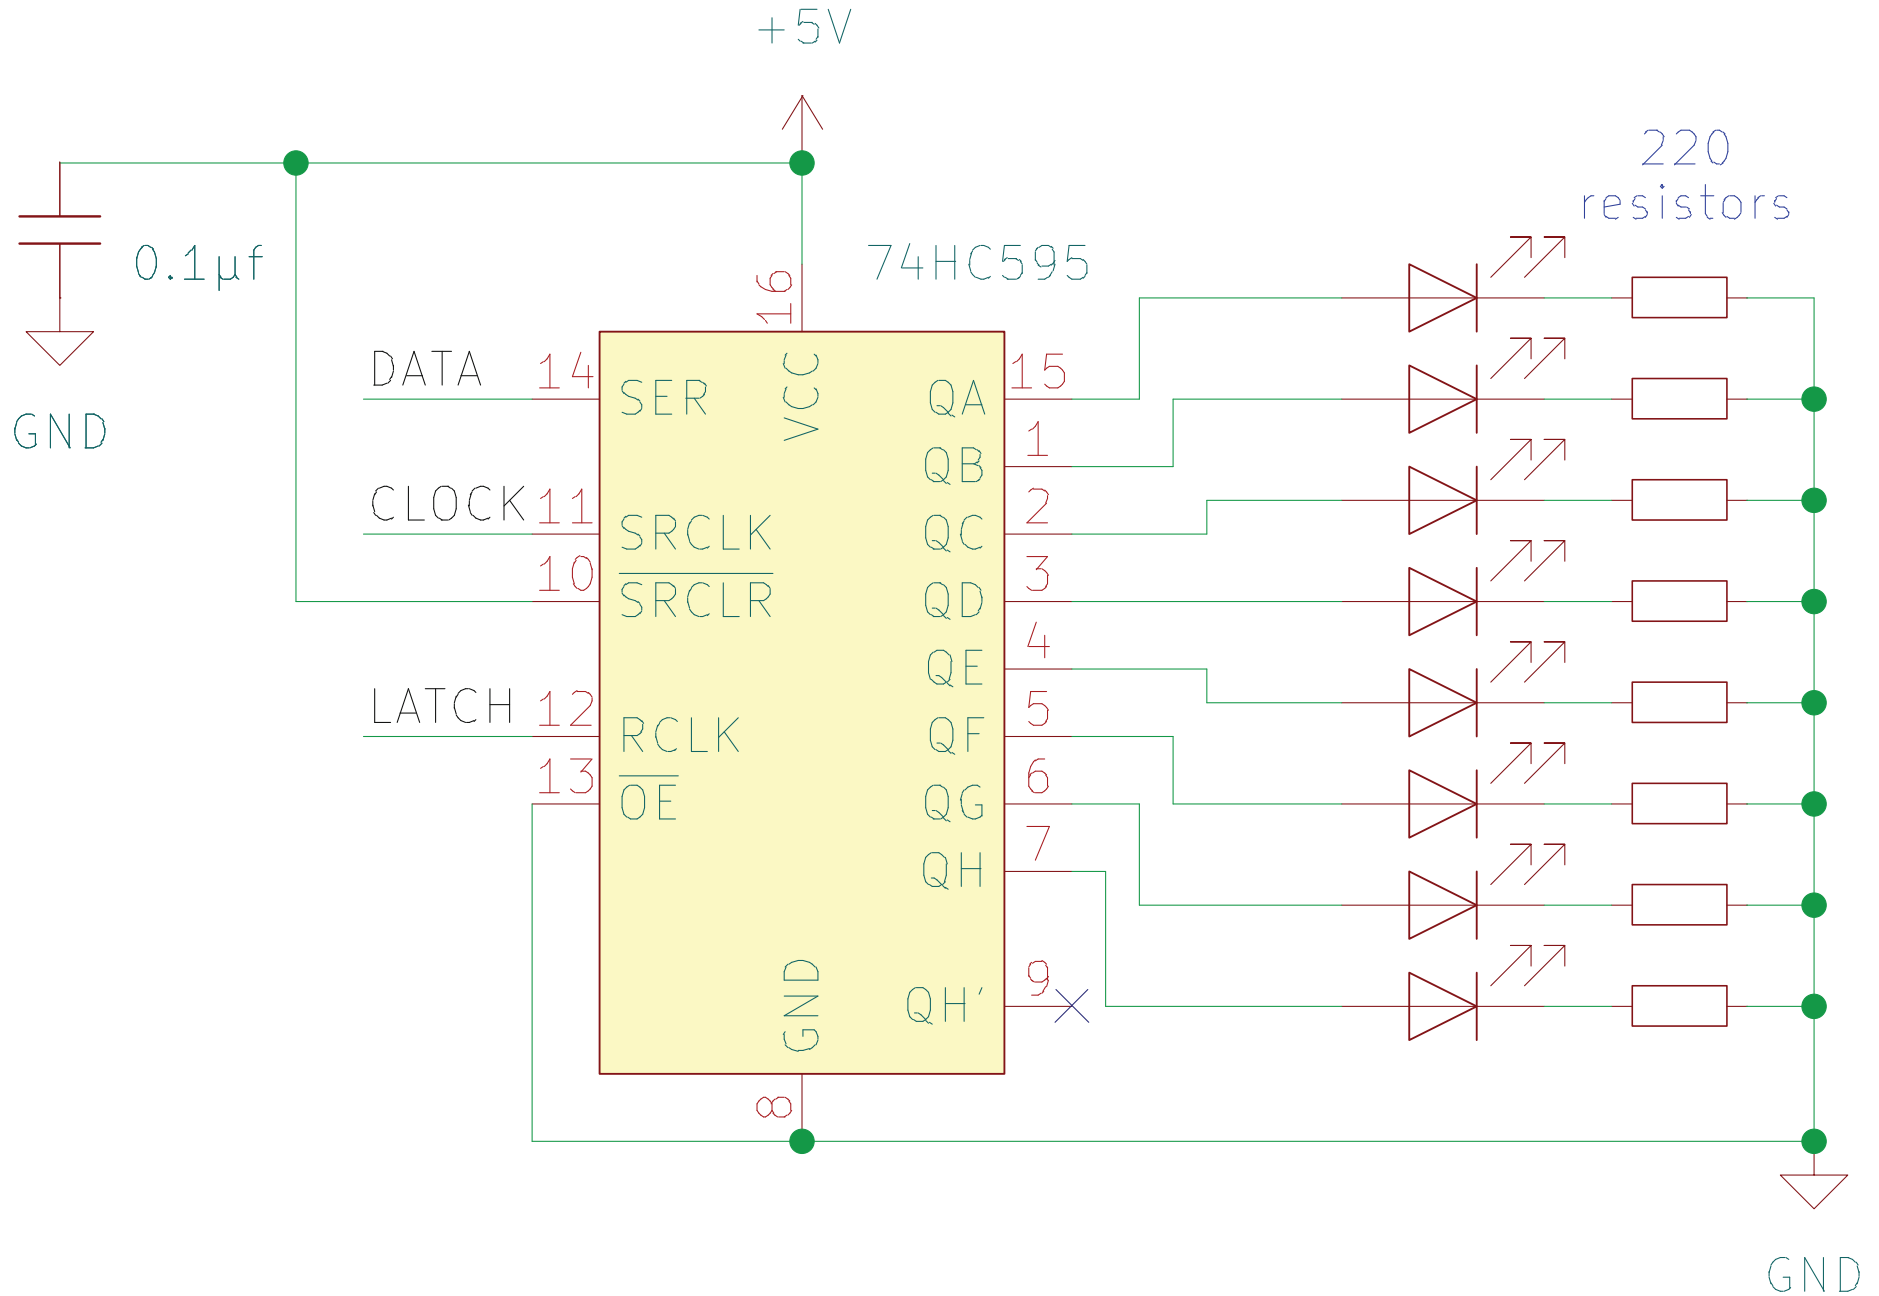 +5V
220
resistors
0.1µf
74HC595
GND
16
VCC
DATA
14
SER
CLOCK
11
SRCLK
10
SRCLR
LATCH
12
RCLK
13
OE
QA
15
QB
1
QC
2
QD
3
QE
4
QF
5
QG
6
QH
7
QH'
9
GND
8
GND